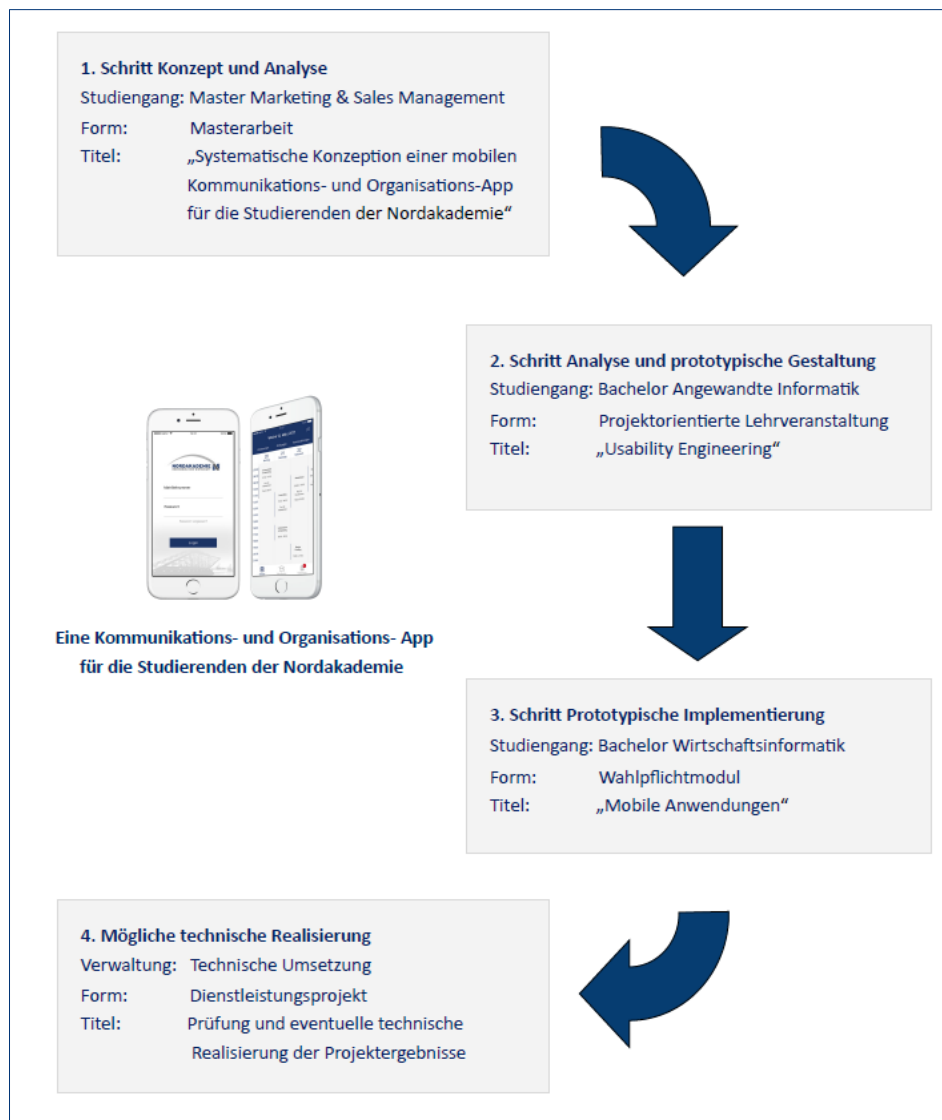 1. Schritt Konzept und Analyse
Studiengang: Master Marketing & Sales Management
Form: Masterarbeit
Titel: „Systematische Konzeption einer mobilen
Kommunikations- und Organisations-App
für die Studierenden der Nordakademie“
2. Schritt Analyse und prototypische Gestaltung
Studiengang: Bachelor Angewandte Informatik
Form: Projektorientierte Lehrveranstaltung
Titel: „Usability Engineering“
NORDAKADEMIE
Eine Kommunikations- und Organisations- App
für die Studierenden der Nordakademie
3. Schritt Prototypische Implementierung
Studiengang: Bachelor Wirtschaftsinformatik
Form: Wahlpflichtmodul
Titel: „Mobile Anwendungen“
4. Mögliche technische Realisierung
Verwaltung: Technische Umsetzung
Form: Dienstleistungsprojekt
Titel: Prüfung und eventuelle technische
Realisierung der Projektergebnisse